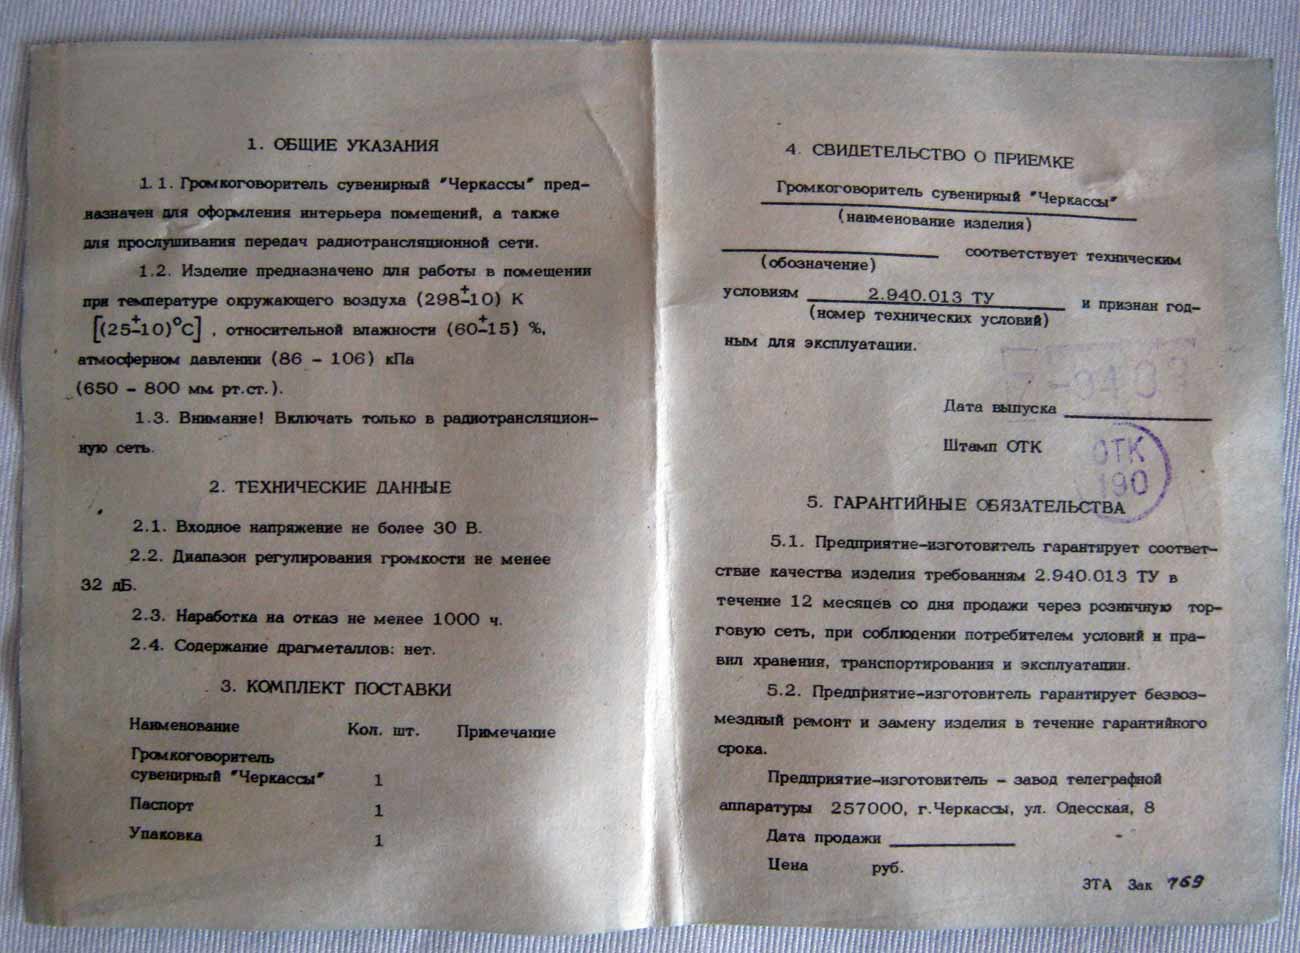 1. ОБЩИЕ УКАЗАНИЯ
1.1. Громкоговоритель сувенирный "Черкассы" пред-
назначен для оформления интерьера помещений, а также
для прослушивания передач радиотрансляционной сети.
1.2. Изделие предназначено для работы в помещении
при температуре окружающего воздуха (298±10) К
[(25±10)°С] , относительной влажности (60±15) %,
атмосферном давлении (86 – 106) кПа
(650 – 800 мм рт.ст.).
1.3. Внимание! Включать только в радиотрансляцион-
ную сеть.
2. ТЕХНИЧЕСКИЕ ДАННЫЕ
2.1. Входное напряжение не более 30 В.
2.2. Диапазон регулирования громкости не менее
32 дБ.
2.3. Наработка на отказ не менее 1000 ч.
2.4. Содержание драгметаллов: нет.
3. КОМПЛЕКТ ПОСТАВКИ
Наименование Кол. шт. Примечание
Громкоговоритель
сувенирный "Черкассы" 1
Паспорт 1
Упаковка 1
4. СВИДЕТЕЛЬСТВО О ПРИЕМКЕ
Громкоговоритель сувенирный "Черкассы"
(наименование изделия)
соответствует техническим
(обозначение)
условиям 2.940.013 ТУ и признан год-
(номер технических условий)
ным для эксплуатации.
Дата выпуска
Штамп ОТК
ОТК
190
5. ГАРАНТИЙНЫЕ ОБЯЗАТЕЛЬСТВА
5.1. Предприятие-изготовитель гарантирует соответ-
ствие качества изделия требованиям 2.940.013 ТУ в
течение 12 месяцев со дня продажи через розничную тор-
говую сеть, при соблюдении потребителем условий и пра-
вил хранения, транспортирования и эксплуатации.
5.2. Предприятие-изготовитель гарантирует безвоз-
мездный ремонт и замену изделия в течение гарантийного
срока.
Предприятие-изготовитель – завод телеграфной
аппаратуры 257000, г.Черкассы, ул. Одесская, 8
Дата продажи
Цена руб.
ЗТА Зак 769